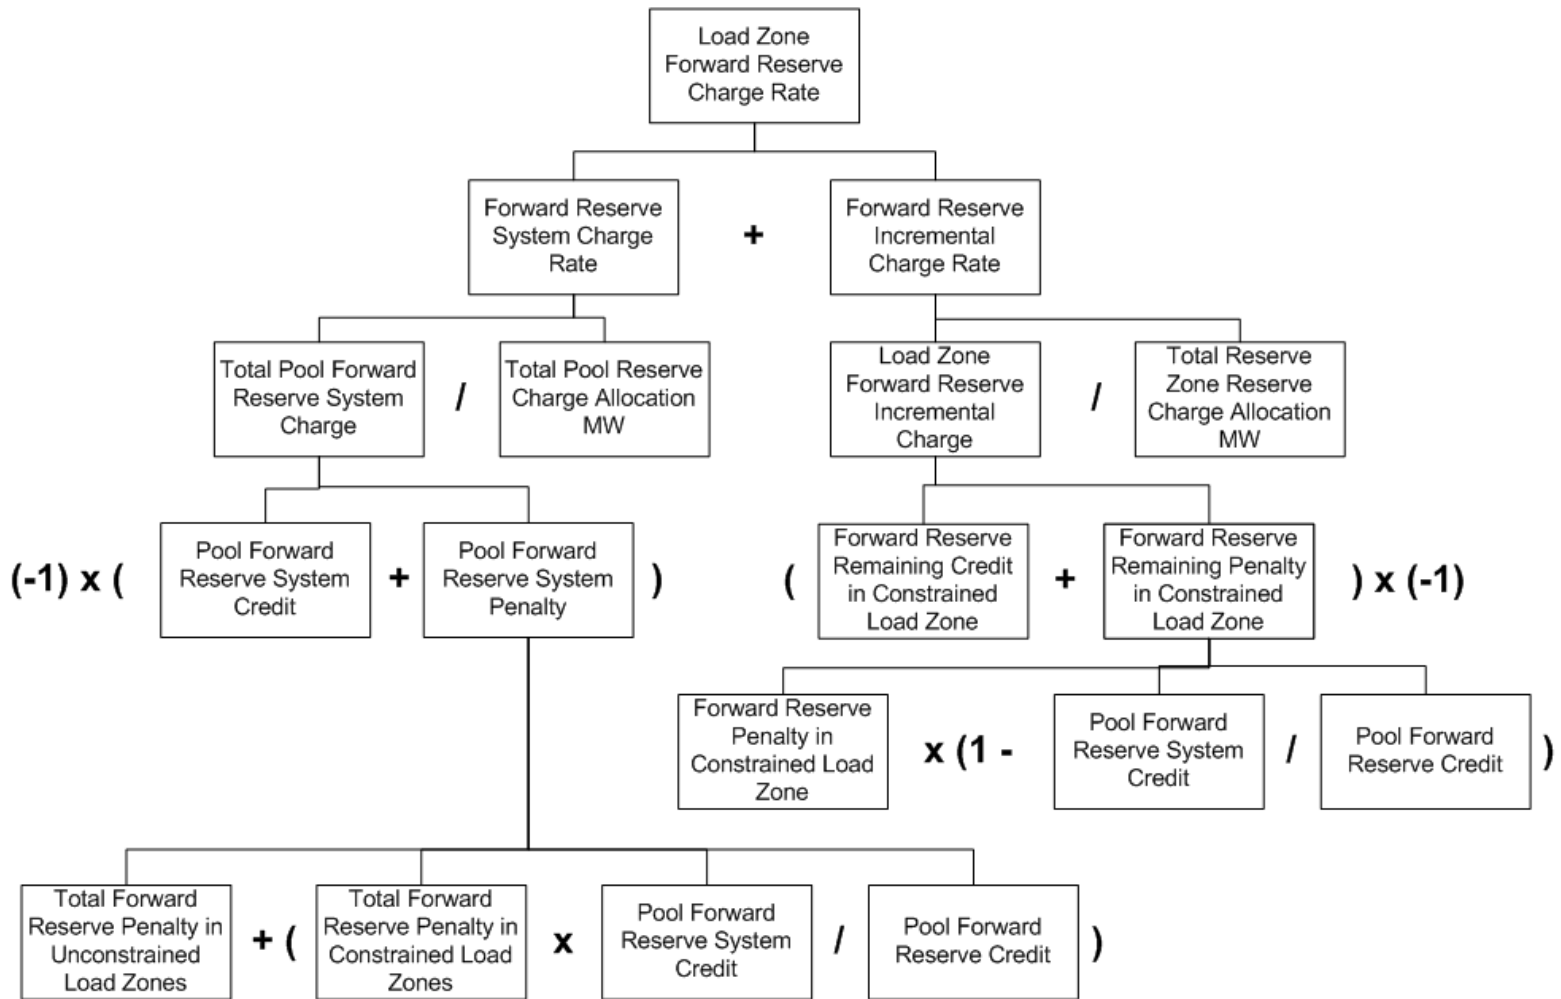 Load Zone
Forward Reserve
Charge Rate
Forward Reserve
System Charge
Rate
+
Forward Reserve
Incremental
Charge Rate
Total Pool Forward
Reserve System
Charge
/
Total Pool Reserve
Charge Allocation
MW
Load Zone
Forward Reserve
Incremental
Charge
/
Total Reserve
Zone Reserve
Charge Allocation
MW
(-1) x (
Pool Forward
Reserve System
Credit
+
Pool Forward
Reserve System
Penalty
)
(
Forward Reserve
Remaining Credit
in Constrained
Load Zone
+
Forward Reserve
Remaining Penalty
in Constrained
Load Zone
) x (-1)
Forward Reserve
Penalty in
Constrained Load
Zone
x (1 -
Pool Forward
Reserve System
Credit
/
Pool Forward
Reserve Credit
)
Total Forward
Reserve Penalty in
Unconstrained
Load Zones
+ (
Total Forward
Reserve Penalty in
Constrained Load
Zones
x
Pool Forward
Reserve System
Credit
/
Pool Forward
Reserve Credit
)